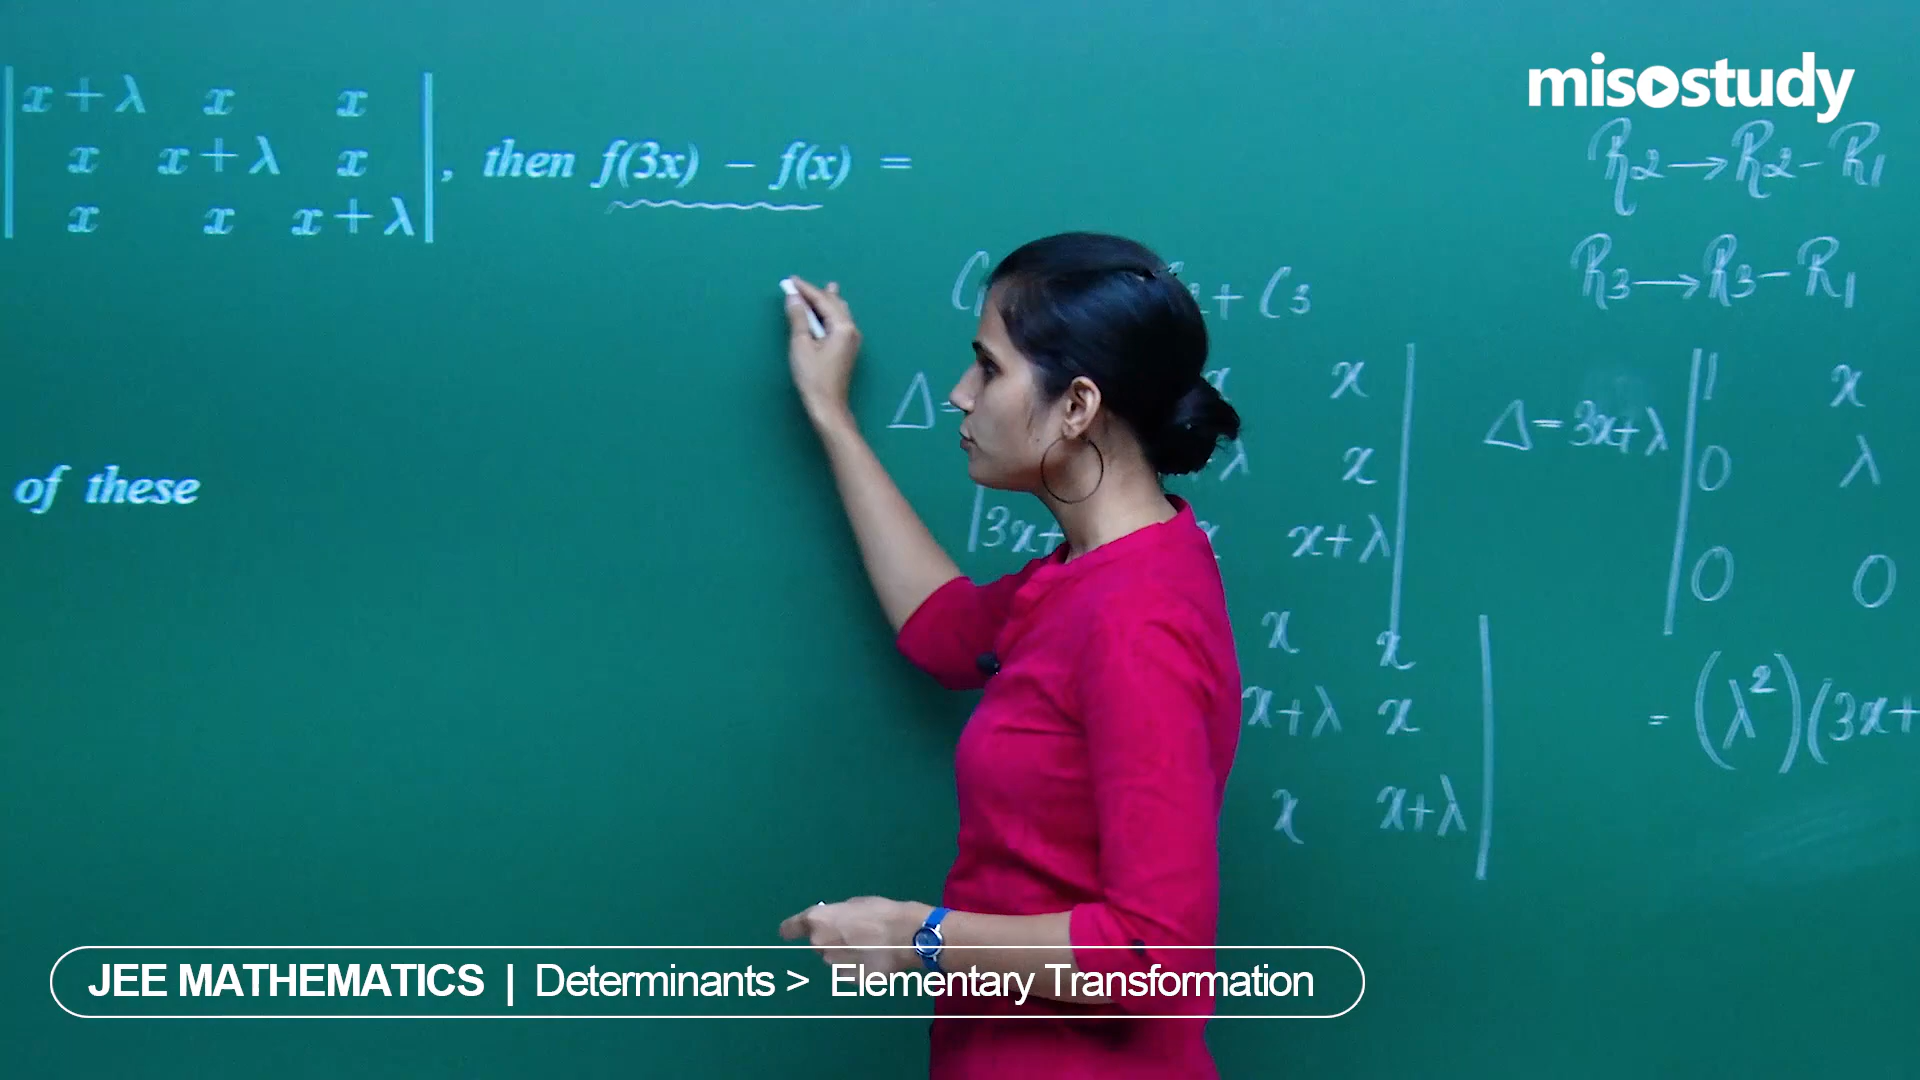 misostudy
x+λ x x
x x+λ x , then f(3x) − f(x) =
x x x+λ
R2→R2−R1
R3→R3−R1
+C3
x
x
3x+ x+λ
Δ=
of these
x x
x+λ x
x x+λ
Δ=3x+λ
1 x
0 λ
0 0
= (λ²)(3x+
JEE MATHEMATICS | Determinants > Elementary Transformation